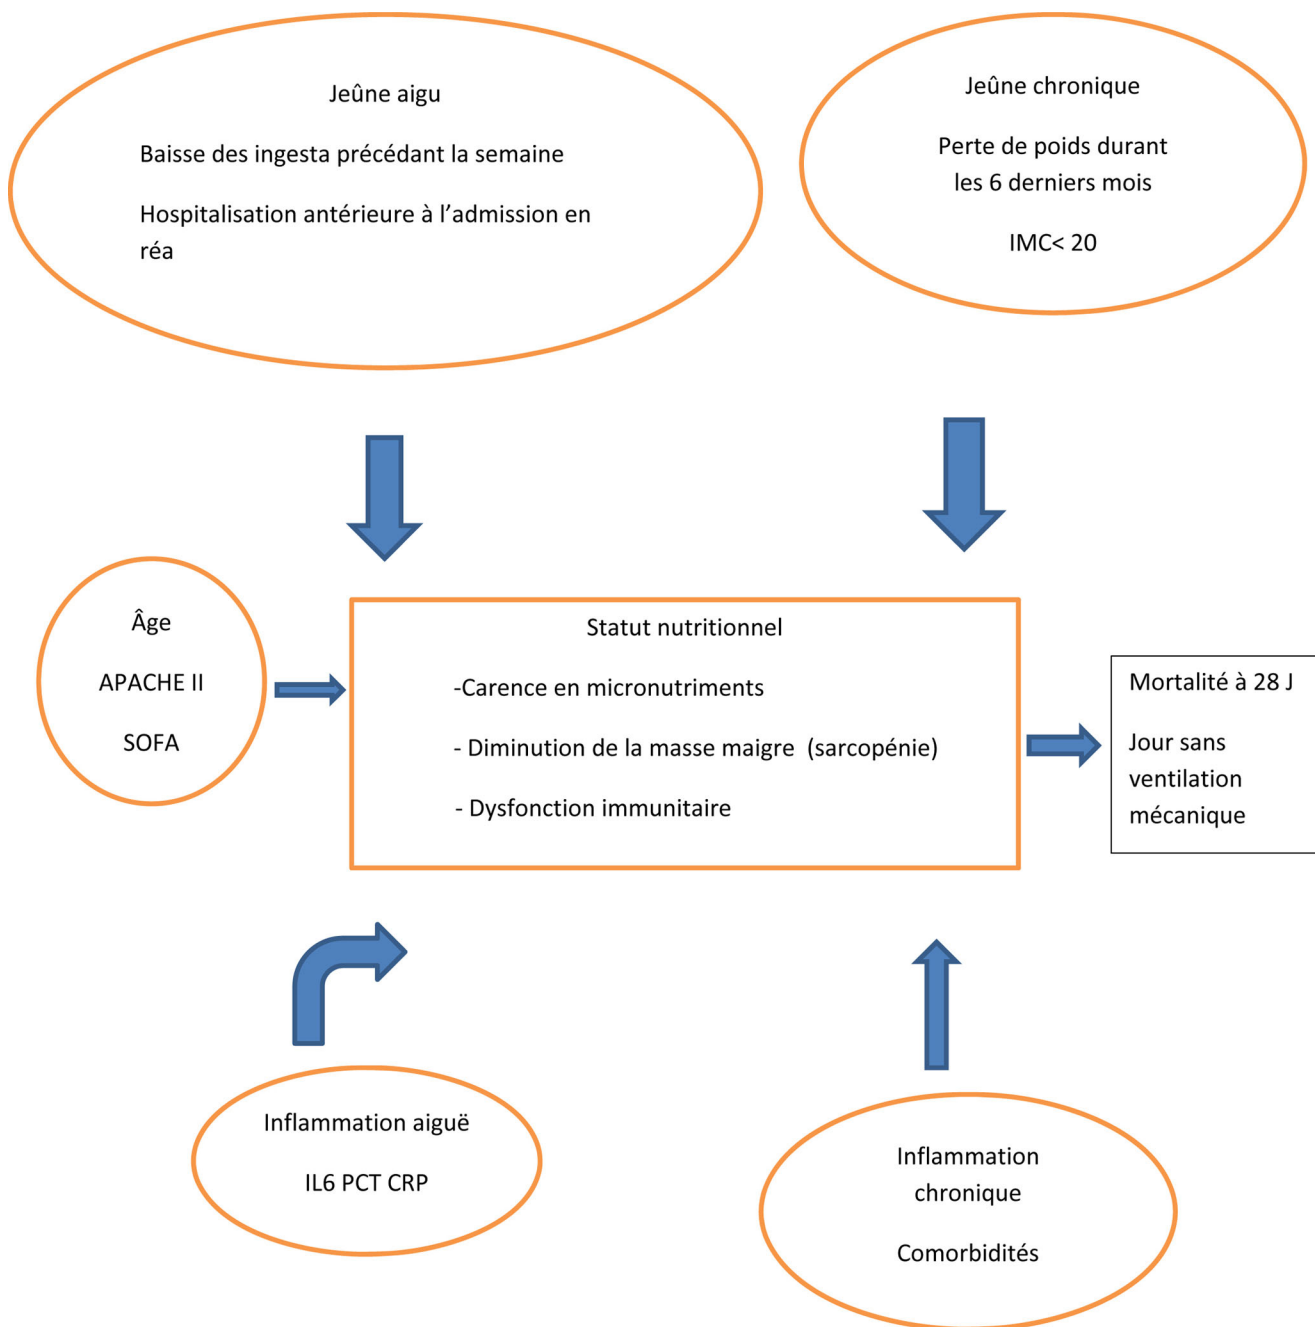 Jeûne aigu
Baisse des ingesta précédant la semaine
Hospitalisation antérieure à l’admission en
réa
Jeûne chronique
Perte de poids durant
les 6 derniers mois
IMC< 20
Âge
APACHE II
SOFA
Statut nutritionnel
-Carence en micronutriments
- Diminution de la masse maigre (sarcopénie)
- Dysfonction immunitaire
Mortalité à 28 J
Jour sans
ventilation
mécanique
Inflammation aiguë
IL6 PCT CRP
Inflammation
chronique
Comorbidités